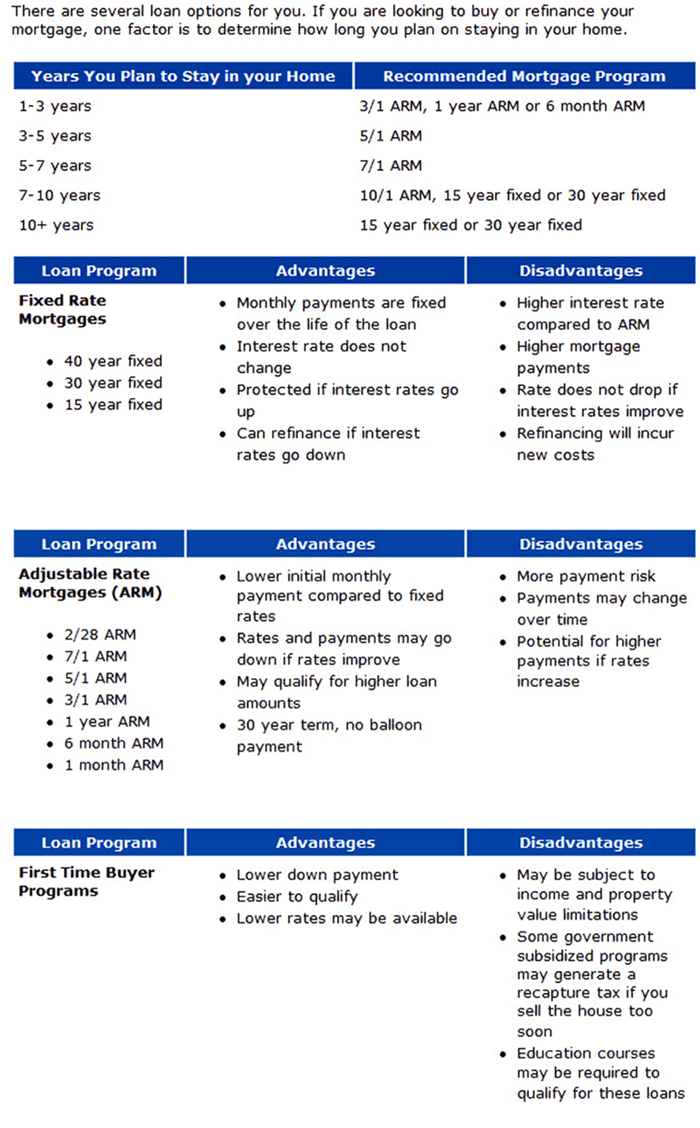 There are several loan options for you. If you are looking to buy or refinance your
mortgage, one factor is to determine how long you plan on staying in your home.
Years You Plan to Stay in your Home Recommended Mortgage Program
1-3 years 3/1 ARM, 1 year ARM or 6 month ARM
3-5 years 5/1 ARM
5-7 years 7/1 ARM
7-10 years 10/1 ARM, 15 year fixed or 30 year fixed
10+ years 15 year fixed or 30 year fixed
Loan Program Advantages Disadvantages
Fixed Rate
Mortgages
• 40 year fixed
• 30 year fixed
• 15 year fixed
• Monthly payments are fixed
over the life of the loan
• Interest rate does not
change
• Protected if interest rates go
up
• Can refinance if interest
rates go down
• Higher interest rate
compared to ARM
• Higher mortgage
payments
• Rate does not drop if
interest rates improve
• Refinancing will incur
new costs
Loan Program Advantages Disadvantages
Adjustable Rate
Mortgages (ARM)
• 2/28 ARM
• 7/1 ARM
• 5/1 ARM
• 3/1 ARM
• 1 year ARM
• 6 month ARM
• 1 month ARM
• Lower initial monthly
payment compared to fixed
rates
• Rates and payments may go
down if rates improve
• May qualify for higher loan
amounts
• 30 year term, no balloon
payment
• More payment risk
• Payments may change
over time
• Potential for higher
payments if rates
increase
Loan Program Advantages Disadvantages
First Time Buyer
Programs
• Lower down payment
• Easier to qualify
• Lower rates may be available
• May be subject to
income and property
value limitations
• Some government
subsidized programs
may generate a
recapture tax if you
sell the house too
soon
• Education courses
may be required to
qualify for these loans